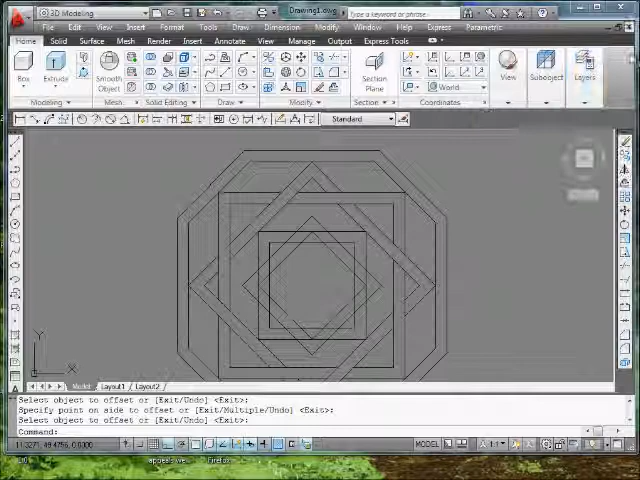 3D Modeling
Drawing1.dwg
Type a keyword or phrase
File Edit View Insert Format Tools Draw Dimension Modify Window Help Express Parametric
Home Solid Surface Mesh Render Insert Annotate View Manage Output Express Tools
Box Extrude Smooth Object Section Plane World View Subobject Layers
Modeling Mesh Solid Editing Draw Modify Section Coordinates
Standard
Y
X
Model Layout1 Layout2
Select object to offset or [Exit/Undo] <Exit>:
Specify point on side to offset or [Exit/Multiple/Undo] <Exit>:
Select object to offset or [Exit/Undo] <Exit>:
Command:
MODEL 1:1
Firefox